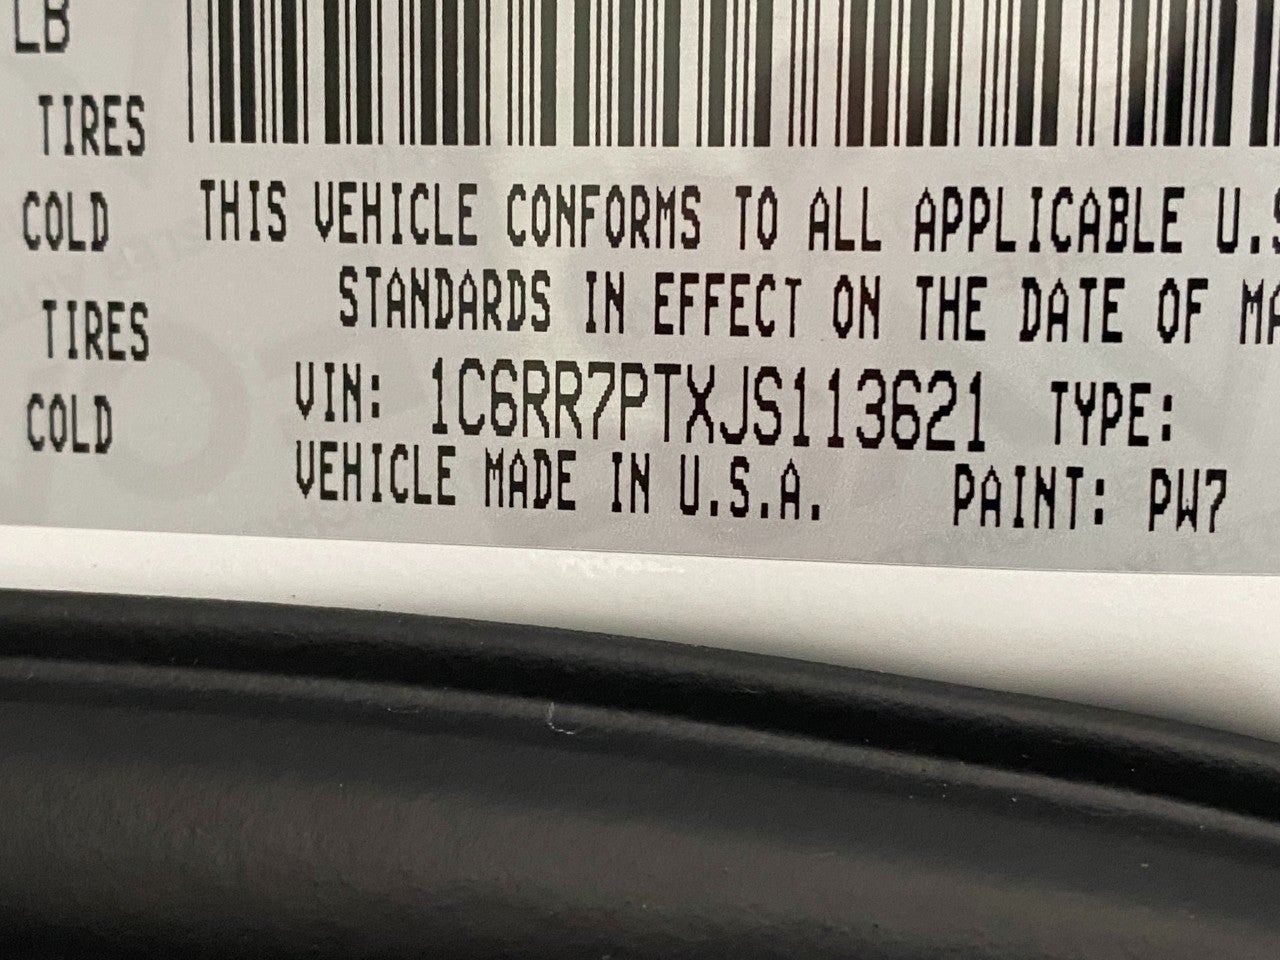 LB
TIRES
COLD
TIRES
COLD
THIS VEHICLE CONFORMS TO ALL APPLICABLE U.S
STANDARDS IN EFFECT ON THE DATE OF MA
VIN: 1C6RR7PTXJS113621 TYPE:
VEHICLE MADE IN U.S.A. PAINT: PW7